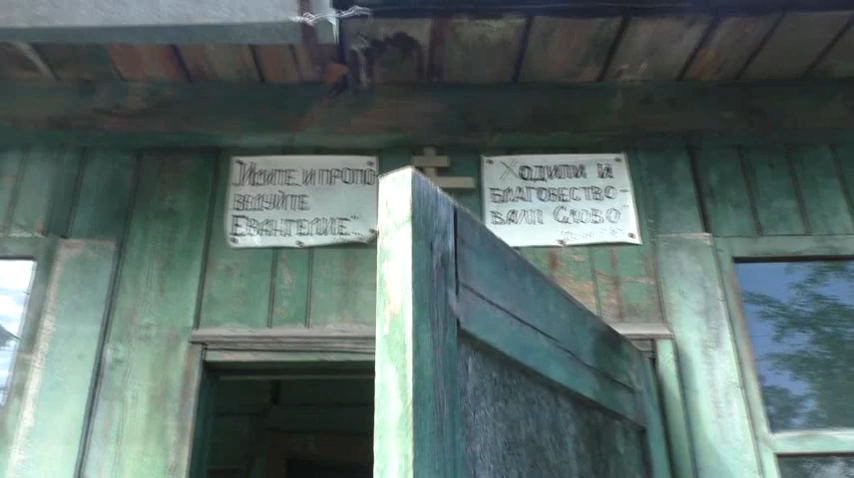 Идите и пропо
ведуйте
Евангелие..."
Ходили и
благовество-
вали Слово